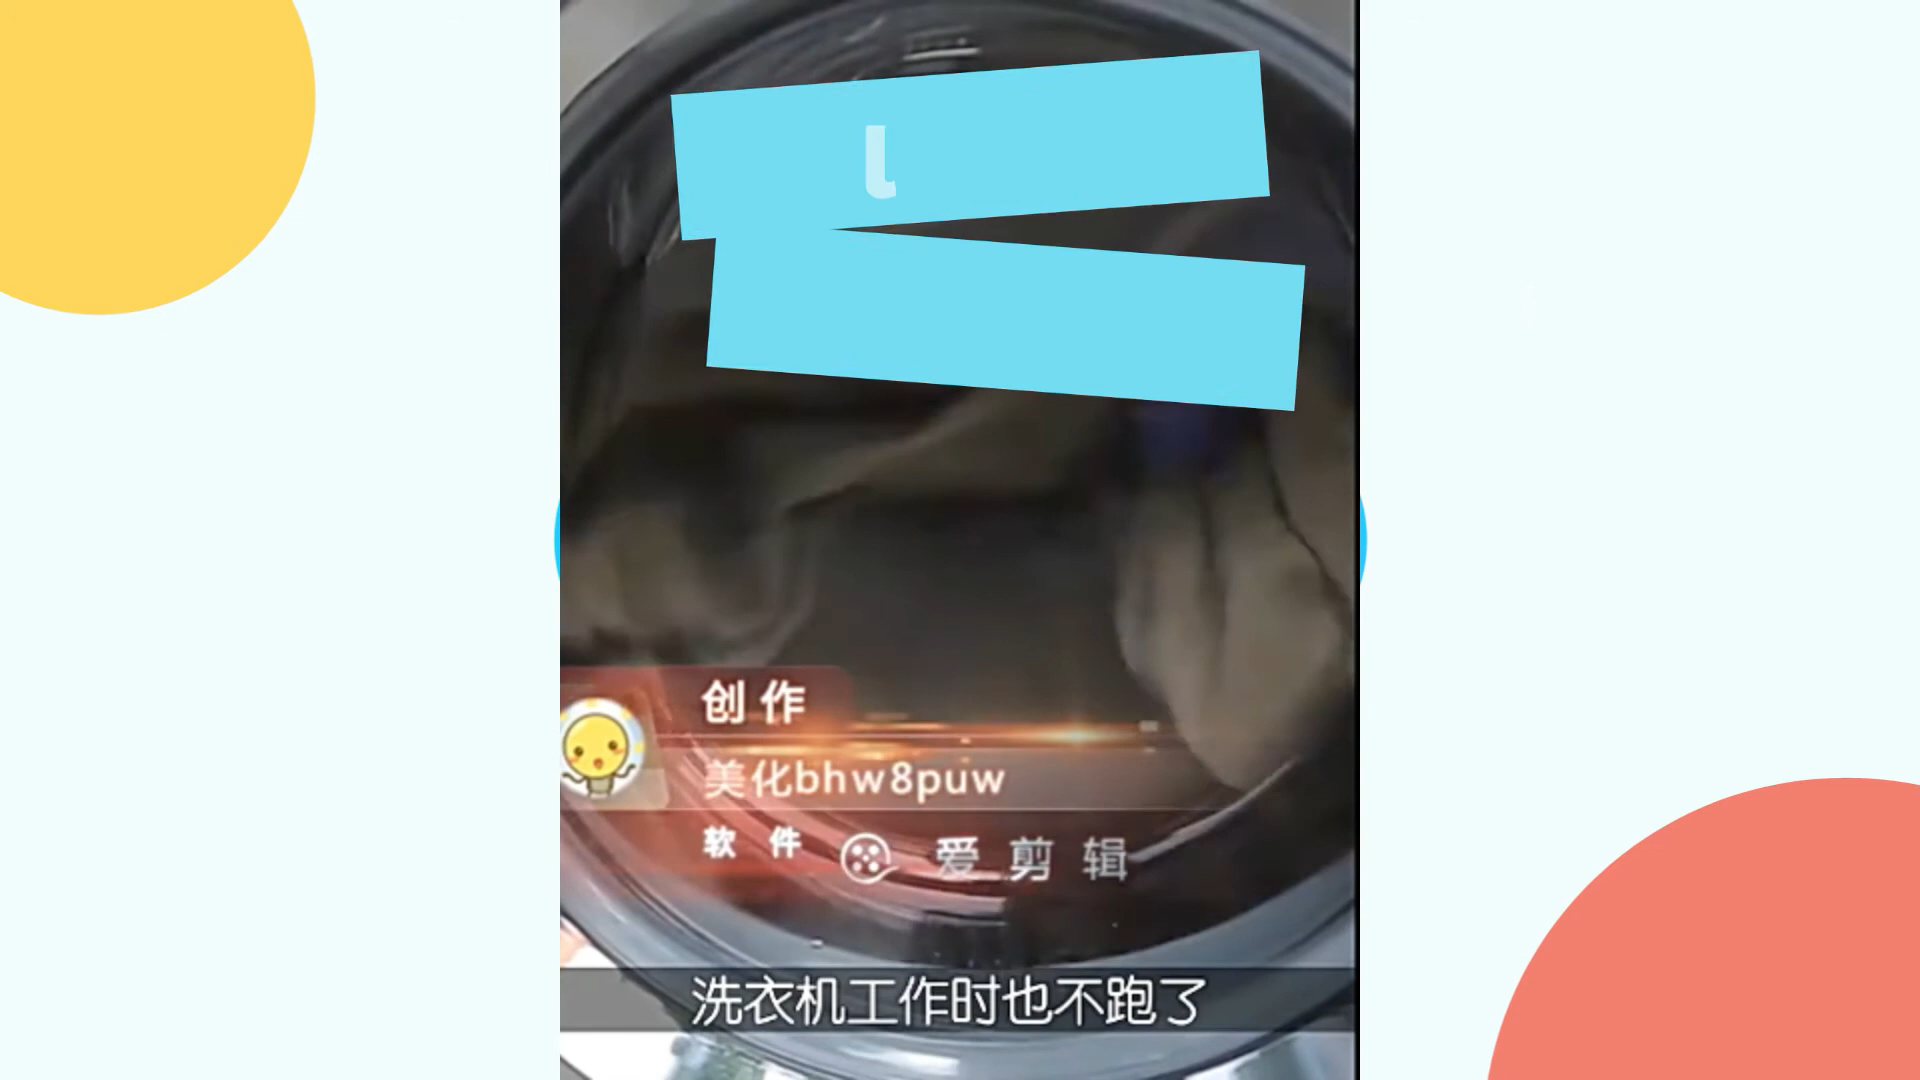 创作
美化bhw8puw
软件 爱剪辑
洗衣机工作时也不跑了